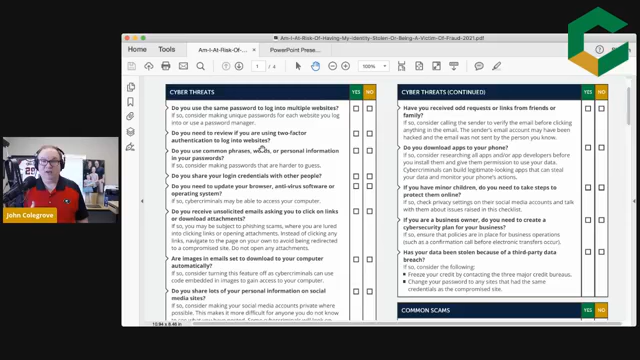 Am-I-At-Risk-Of-Having-My-Identity-Stolen-Or-Being-A-Victim-Of-Fraud-2021.pdf
Home
Tools
Am-I-At-Risk-Of-...
×
PowerPoint Prese...
1
/ 4
100%
CYBER THREATS
YES
NO
Do you use the same password to log into multiple websites?
If so, consider making unique passwords for each website you log
into or use a password manager.
Do you need to review if you are using two-factor
authentication to log into websites?
Do you use common phrases, words, or personal information
in your passwords?
If so, consider making passwords that are harder to guess.
Do you share your login credentials with other people?
Do you need to update your browser, anti-virus software or
operating system?
If so, cybercriminals may be able to access your computer.
Do you receive unsolicited emails asking you to click on links
or download attachments?
If so, you may be subject to phishing scams, where you are lured
into clicking links or opening attachments. Instead of clicking any
links, navigate to the page on your own to avoid being redirected
to a compromised site. Do not open any attachments.
Are images in emails set to download to your computer
automatically?
If so, consider turning this feature off as cybercriminals can use
code embedded in images to gain access to your computer.
Do you share lots of your personal information on social
media sites?
If so, consider making your social media accounts private where
possible. This makes it more difficult for anyone you do not
CYBER THREATS (CONTINUED)
YES
NO
Have you received odd requests or links from friends or
family?
If so, consider calling the sender to verify the email before clicking
anything in the email. The sender's email account may have been
hacked and the email was not sent by the person you know.
Do you download apps to your phone?
If so, consider researching all apps and/or app developers before
you install them and give them permission to use your data.
Cybercriminals can build legitimate-looking apps that can steal
your data and monitor your phone's actions.
If you have minor children, do you need to take steps to
protect them online?
If so, check privacy settings on their social media accounts and
talk with them about issues raised in this checklist.
If you are a business owner, do you need to create a
cybersecurity plan for your business?
If so, ensure that policies are in place for business operations
(such as a confirmation call before electronic transfers occur).
Has your data been stolen because of a third-party data
breach?
If so, consider the following:
Freeze your credit by contacting the three major credit bureaus.
Change your password to any sites that had the same
credentials as the compromised site.
COMMON SCAMS
YES
NO
John Colegrove